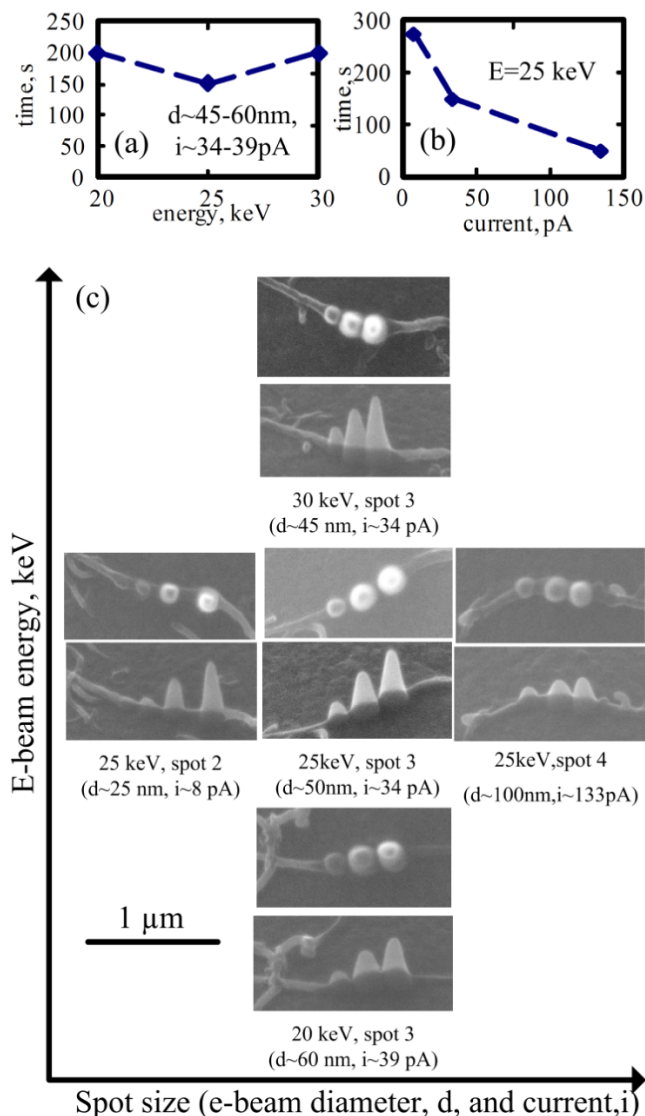 250
200
150
100
50
0
time, s
(a)
d~45-60nm,
i~34-39pA
20 25 30
energy, keV
300
200
100
0
time, s
E=25 keV
(b)
0 50 100 150
current, pA
(c)
E-beam energy, keV
30 keV, spot 3
(d~45 nm, i~34 pA)
25 keV, spot 2
(d~25 nm, i~8 pA)
25keV, spot 3
(d~50nm, i~34 pA)
25keV,spot 4
(d~100nm,i~133pA)
1 µm
20 keV, spot 3
(d~60 nm, i~39 pA)
Spot size (e-beam diameter, d, and current,i)